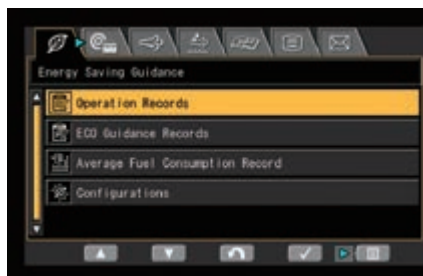 Energy Saving Guidance
Operation Records
ECO Guidance Records
Average Fuel Consumption Record
Configurations